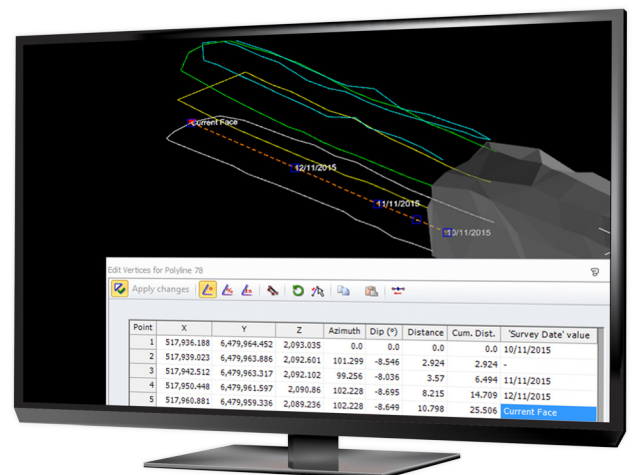 Current Face
12/11/2015
11/11/2015
10/11/2015
Edit Vertices for Polyline 78
Apply changes
Point X Y Z Azimuth Dip (°) Distance Cum. Dist. 'Survey Date' value
1 517,936.188 6,479,964.452 2,093.035 0.0 0.0 0.0 0.0 10/11/2015
2 517,939.023 6,479,963.886 2,092.601 101.299 -8.546 2.924 2.924 -
3 517,942.512 6,479,963.317 2,092.102 99.256 -8.036 3.57 6.494 11/11/2015
4 517,950.448 6,479,961.597 2,090.86 102.228 -8.695 8.215 14.709 12/11/2015
5 517,960.881 6,479,959.336 2,089.236 102.228 -8.649 10.798 25.506 Current Face